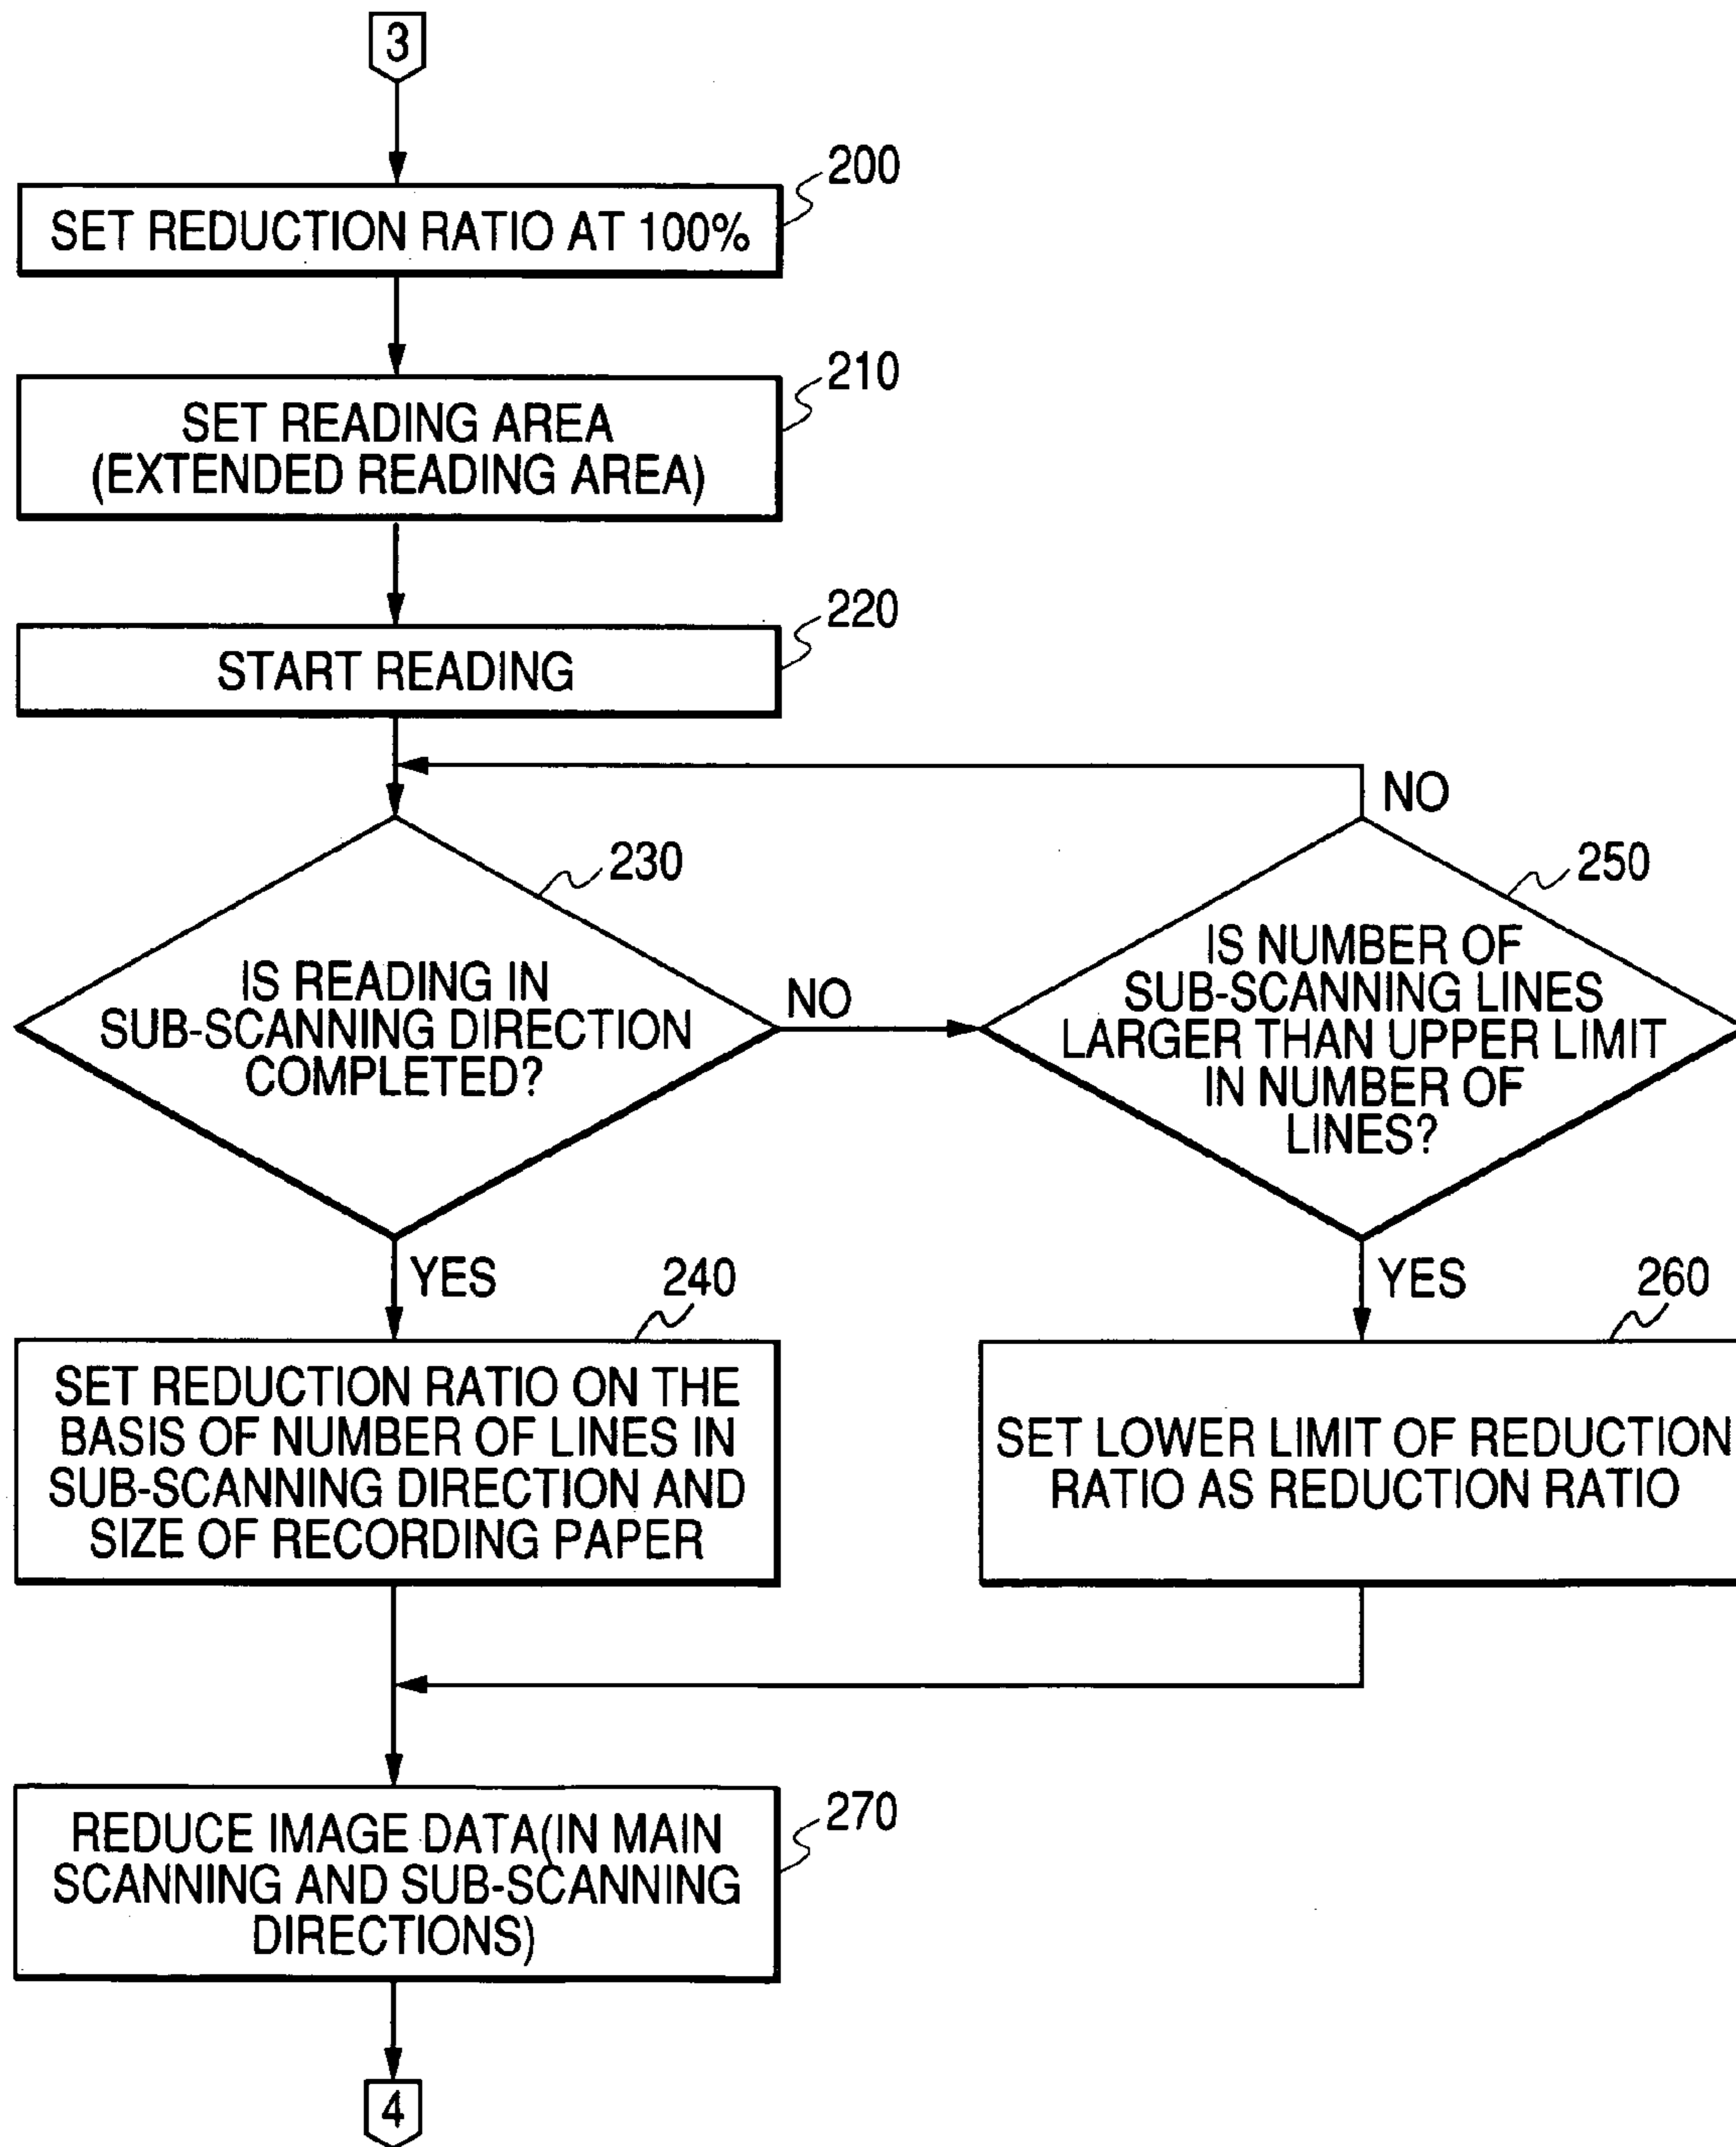 3
200
SET REDUCTION RATIO AT 100%
210
SET READING AREA
(EXTENDED READING AREA)
220
START READING
NO
230
IS READING IN
SUB-SCANNING DIRECTION
COMPLETED?
NO
250
IS NUMBER OF
SUB-SCANNING LINES
LARGER THAN UPPER LIMIT
IN NUMBER OF
LINES?
YES
240
SET REDUCTION RATIO ON THE
BASIS OF NUMBER OF LINES IN
SUB-SCANNING DIRECTION AND
SIZE OF RECORDING PAPER
YES
260
SET LOWER LIMIT OF REDUCTION
RATIO AS REDUCTION RATIO
270
REDUCE IMAGE DATA(IN MAIN
SCANNING AND SUB-SCANNING
DIRECTIONS)
4